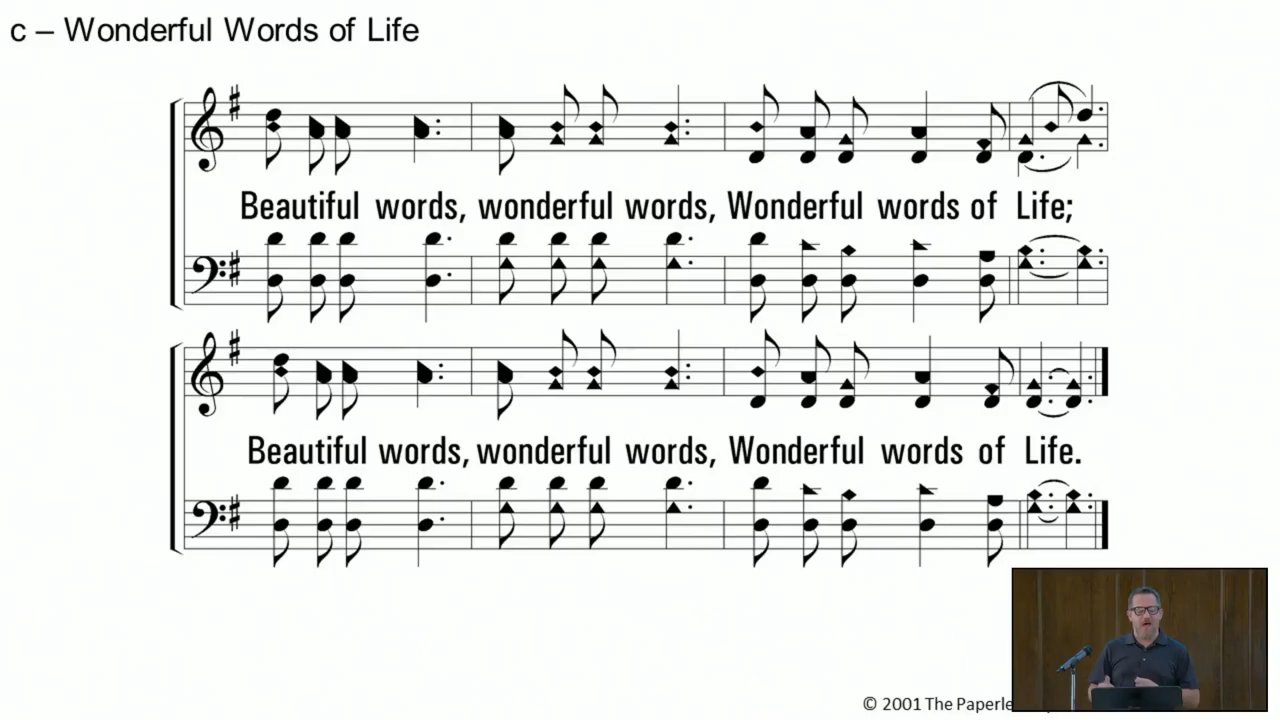 c – Wonderful Words of Life
Beautiful words, wonderful words, Wonderful words of Life;
Beautiful words, wonderful words, Wonderful words of Life.
© 2001 The